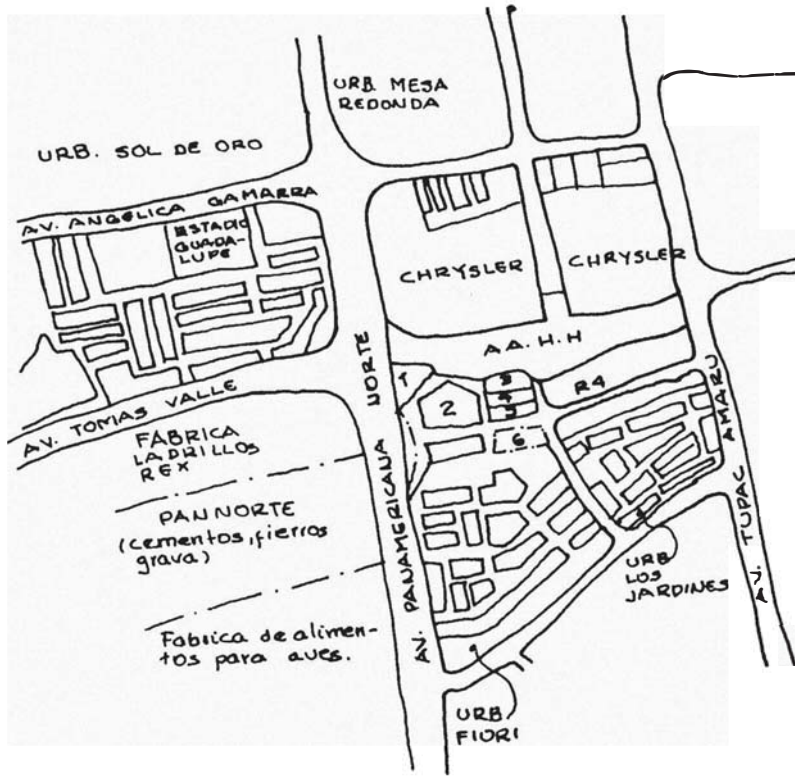 URB. MESA
REDONDA
URB. SOL DE ORO
AV. ANGELICA GAMARRA
ESTADIO
GUADA-
LUPE
CHRYSLER
CHRYSLER
AA.H.H
1
2
3
4
5
R4
6
AV. TOMAS VALLE
FABRICA
LADRILLOS
REX
PANNORTE
(cementos, fierros
grava)
Fabrica de alimen-
tos para aves.
AV. PANAMERICANA NORTE
AV. TUPAC AMARU
URB
LOS
JARDINES
URB
FIORI